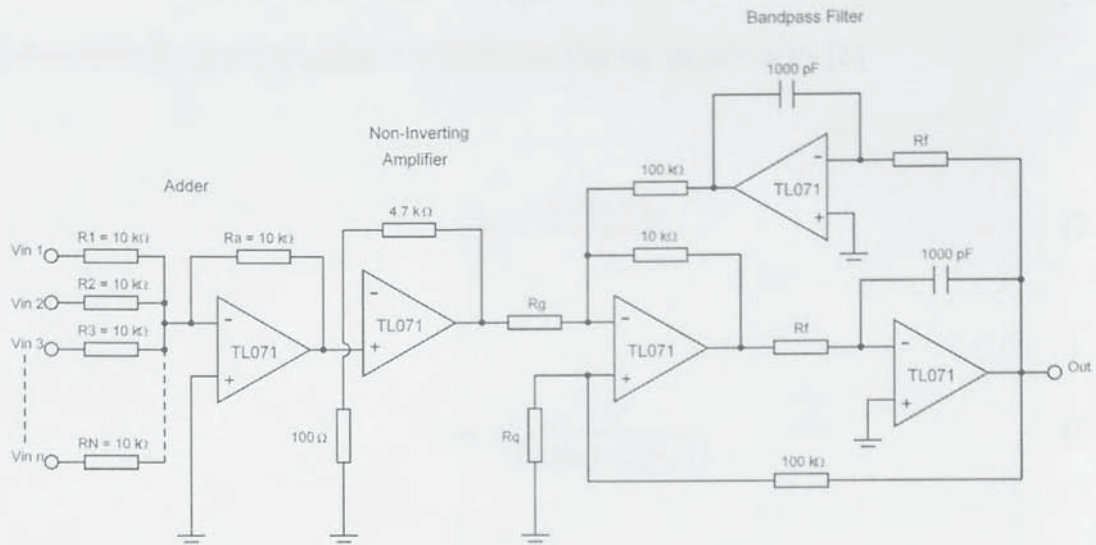 Bandpass Filter
1000 pF
Non-Inverting
Amplifier
Rf
TL071
100 kΩ
Adder
4.7 kΩ
Vin 1
R1 = 10 kΩ
Ra = 10 kΩ
10 kΩ
1000 pF
Vin 2
R2 = 10 kΩ
Vin 3
R3 = 10 kΩ
TL071
TL071
Rg
TL071
Rf
TL071
Out
Vin n
RN = 10 kΩ
100 Ω
Rq
100 kΩ